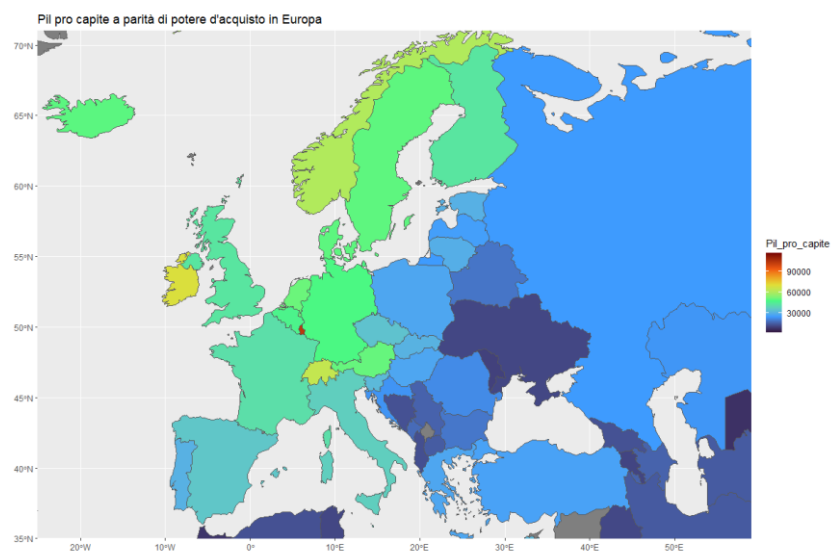 Pil pro capite a parità di potere d'acquisto in Europa
70°N
65°N
60°N
55°N
50°N
45°N
40°N
35°N
20°W
10°W
0°
10°E
20°E
30°E
40°E
50°E
Pil_pro_capite
90000
60000
30000